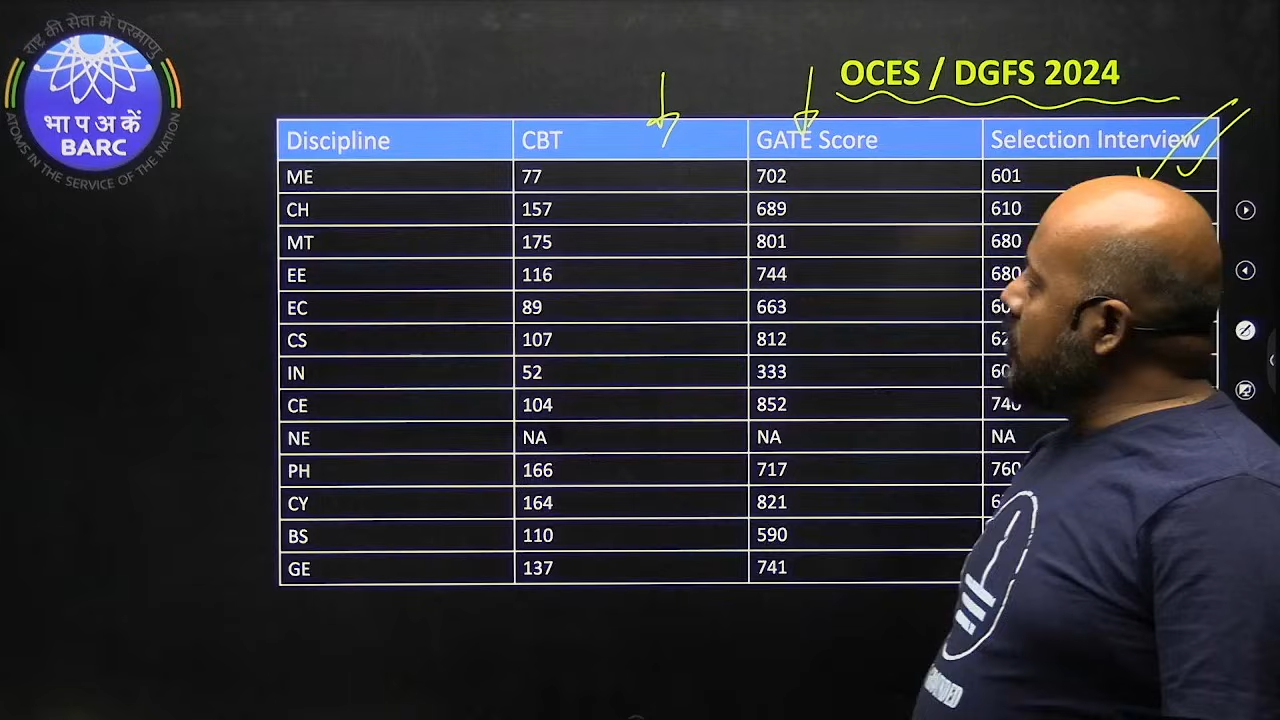 राष्ट्र की सेवा में परमाणु
भा प अ कें
BARC
ATOMS IN THE SERVICE OF THE NATION
OCES / DGFS 2024
Discipline CBT GATE Score Selection Interview
ME 77 702 601
CH 157 689 610
MT 175 801 680
EE 116 744 680
EC 89 663
CS 107 812
IN 52 333
CE 104 852 740
NE NA NA NA
PH 166 717 760
CY 164 821
BS 110 590
GE 137 741